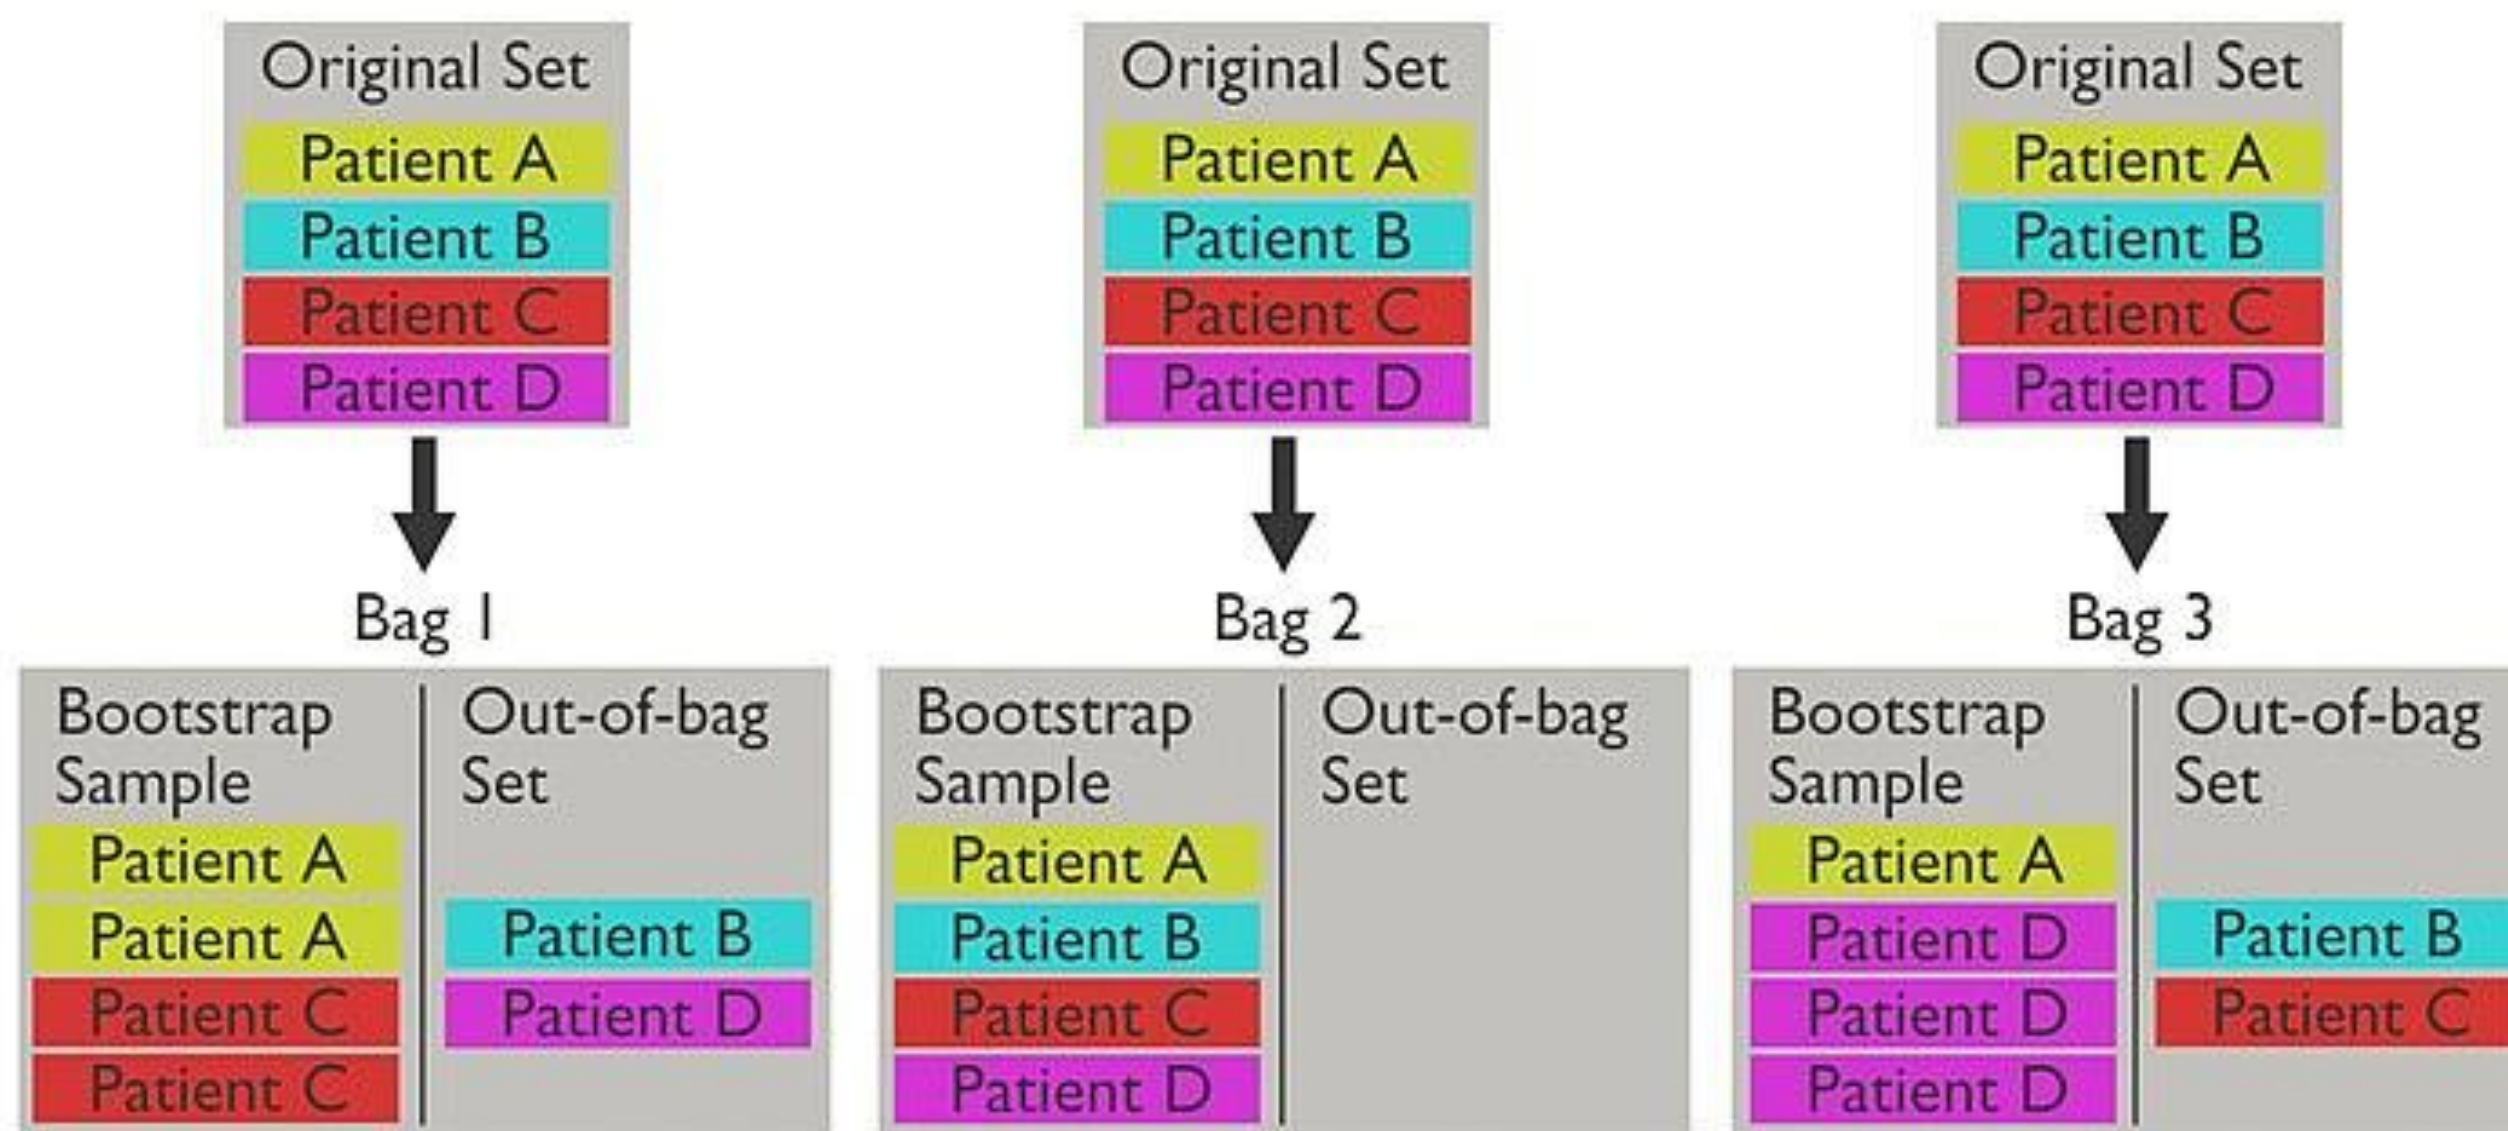 Original Set
Patient A
Patient B
Patient C
Patient D
Original Set
Patient A
Patient B
Patient C
Patient D
Original Set
Patient A
Patient B
Patient C
Patient D
Bag 1
Bootstrap
Sample
Patient A
Patient A
Patient C
Patient C
Out-of-bag
Set
Patient B
Patient D
Bag 2
Bootstrap
Sample
Patient A
Patient B
Patient C
Patient D
Out-of-bag
Set
Bag 3
Bootstrap
Sample
Patient A
Patient D
Patient D
Patient D
Out-of-bag
Set
Patient B
Patient C